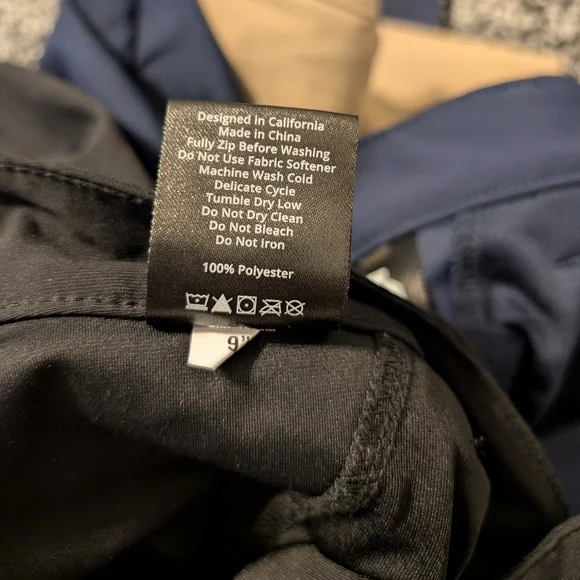 Designed in California
Made in China
Fully Zip Before Washing
Do Not Use Fabric Softener
Machine Wash Cold
Delicate Cycle
Tumble Dry Low
Do Not Dry Clean
Do Not Bleach
Do Not Iron
100% Polyester
9"